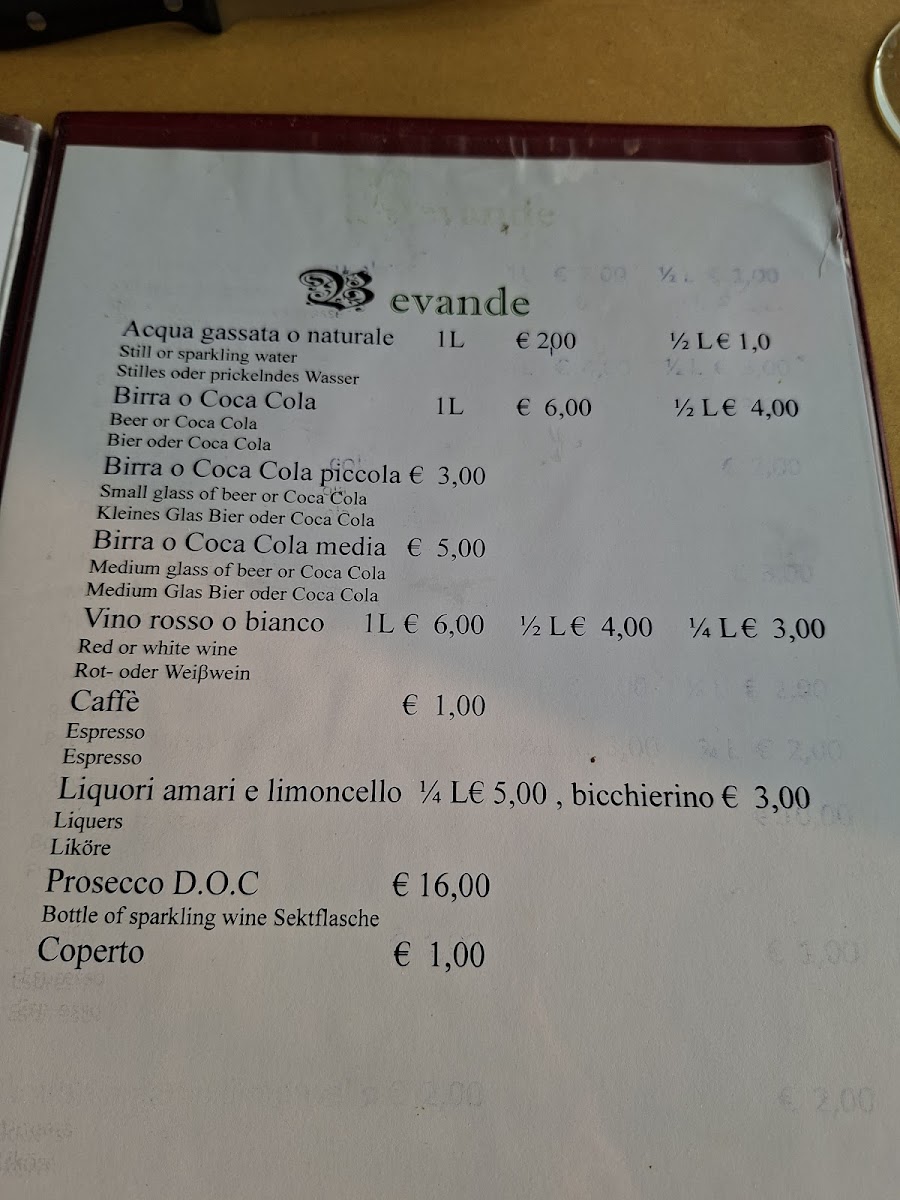 Bevande
Acqua gassata o naturale 1L € 200 ½ L € 1,0
Still or sparkling water
Stilles oder prickelndes Wasser
Birra o Coca Cola 1L € 6,00 ½ L € 4,00
Beer or Coca Cola
Bier oder Coca Cola
Birra o Coca Cola piccola € 3,00
Small glass of beer or Coca Cola
Kleines Glas Bier oder Coca Cola
Birra o Coca Cola media € 5,00
Medium glass of beer or Coca Cola
Medium Glas Bier oder Coca Cola
Vino rosso o bianco 1L € 6,00 ½ L € 4,00 ¼ L € 3,00
Red or white wine
Rot- oder Weißwein
Caffè € 1,00
Espresso
Espresso
Liquori amari e limoncello ¼ L€ 5,00 , bicchierino € 3,00
Liquers
Liköre
Prosecco D.O.C € 16,00
Bottle of sparkling wine Sektflasche
Coperto € 1,00